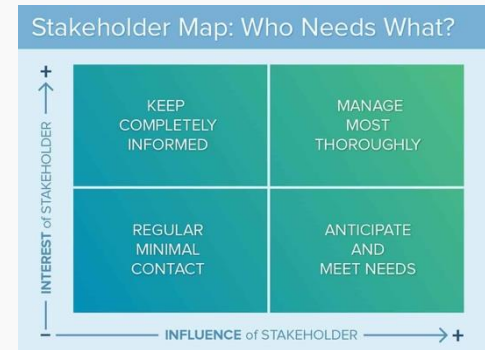 Stakeholder Map: Who Needs What?
+
INTEREST of STAKEHOLDER
KEEP
COMPLETELY
INFORMED
MANAGE
MOST
THOROUGHLY
REGULAR
MINIMAL
CONTACT
ANTICIPATE
AND
MEET NEEDS
–
INFLUENCE of STAKEHOLDER
+